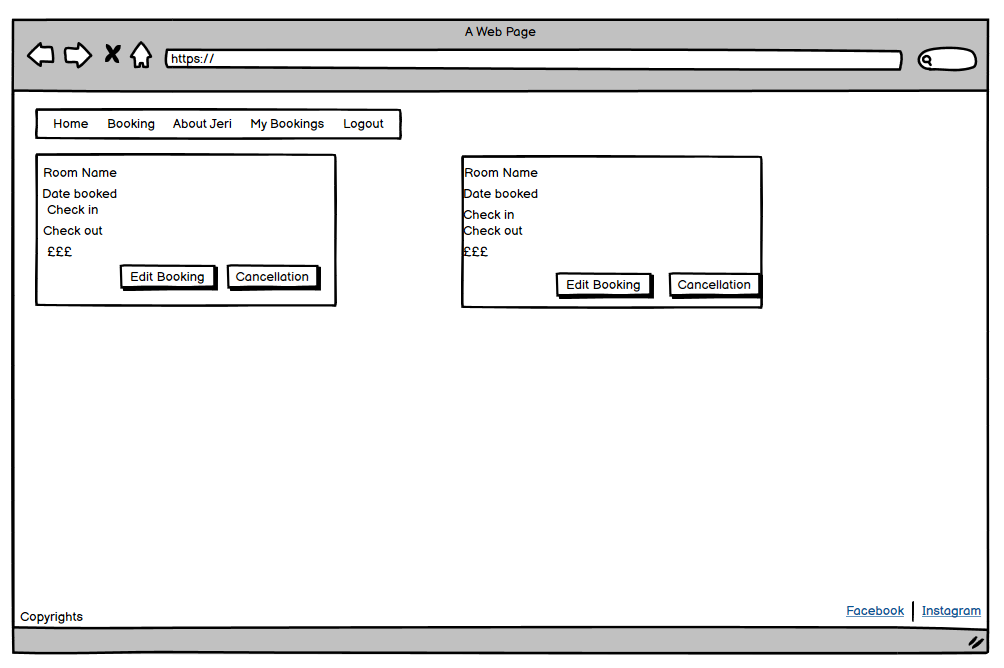 A Web Page
https://
Home Booking About Jeri My Bookings Logout
Room Name
Date booked
Check in
Check out
£££
Edit Booking Cancellation
Room Name
Date booked
Check in
Check out
£££
Edit Booking Cancellation
Copyrights
Facebook Instagram